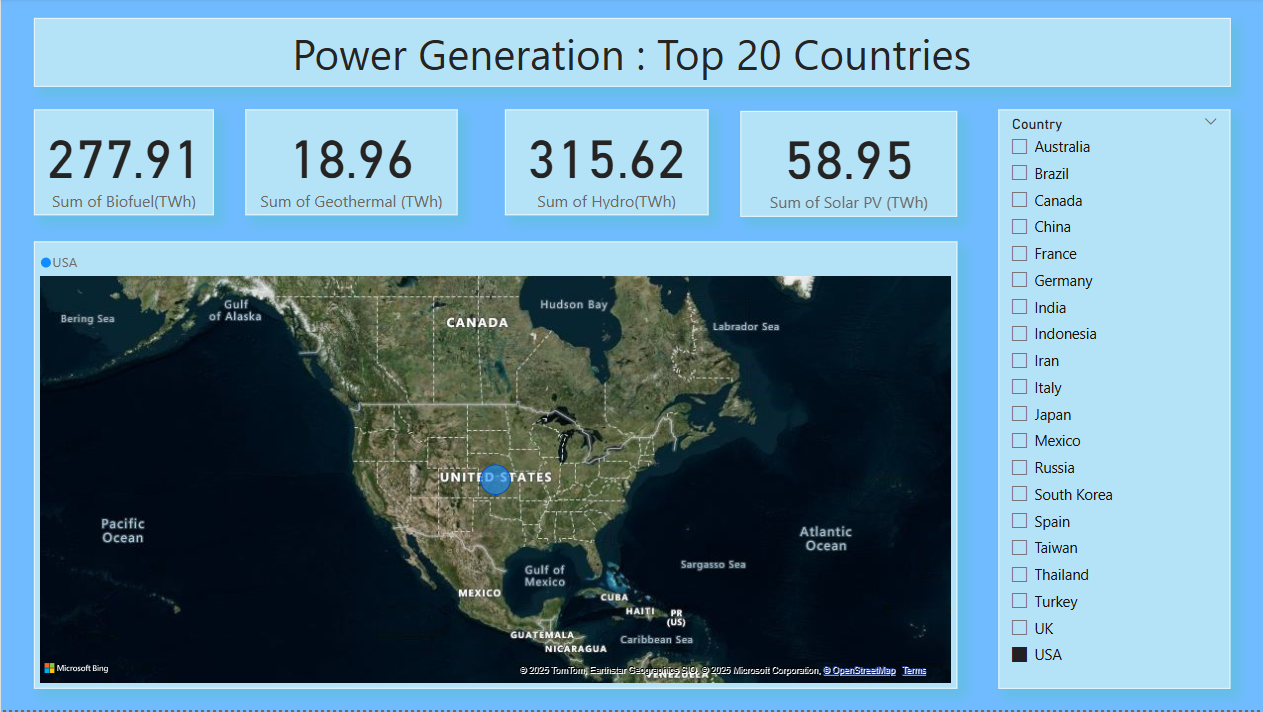 Power Generation : Top 20 Countries
277.91
Sum of Biofuel(TWh)
18.96
Sum of Geothermal (TWh)
315.62
Sum of Hydro(TWh)
58.95
Sum of Solar PV (TWh)
USA
Bering Sea
Gulf
of Alaska
Hudson Bay
CANADA
Labrador Sea
UNITED STATES
Pacific
Ocean
Atlantic
Ocean
Gulf of
Mexico
Sargasso Sea
MEXICO
CUBA
HAITI
PR
(US)
GUATEMALA
Caribbean Sea
NICARAGUA
VENEZUELA
Microsoft Bing
© 2025 TomTom, Earthstar Geographics SIO, © 2025 Microsoft Corporation, © OpenStreetMap Terms
Country
Australia
Brazil
Canada
China
France
Germany
India
Indonesia
Iran
Italy
Japan
Mexico
Russia
South Korea
Spain
Taiwan
Thailand
Turkey
UK
USA